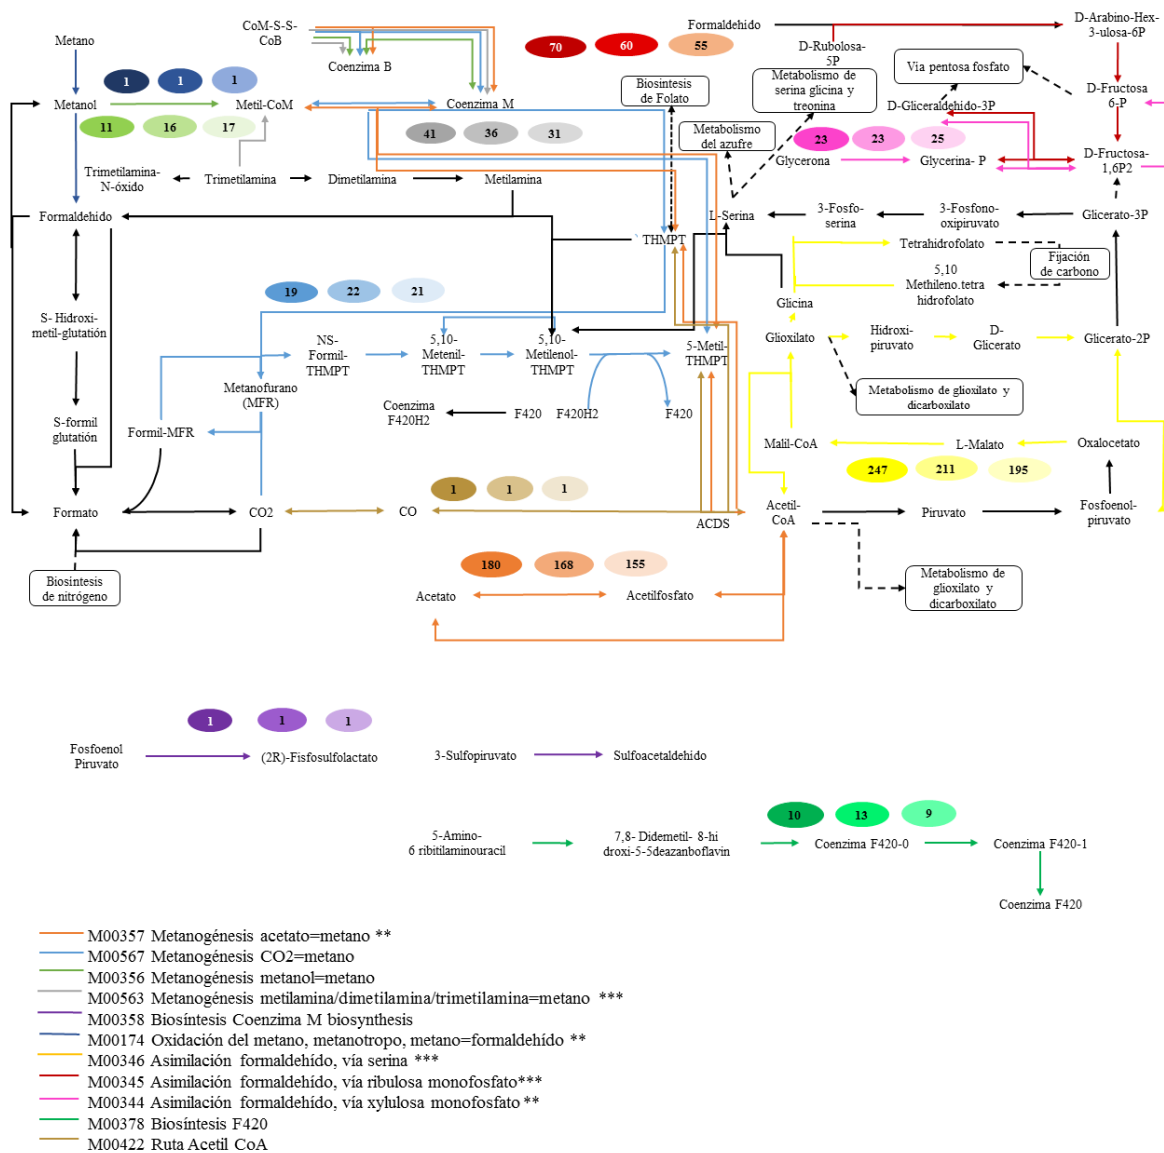 CoM-S-S-
CoB
Formaldehido
D-Arabino-Hex-
3-ulosa-6P
Metano
Coenzima B
70
60
55
D-Rubolosa-
5P
Metabolismo de
serina glicina y
treonina
Via pentosa fosfato
D-Fructosa
6-P
1
1
1
Biosintesis
de Folato
Metanol
Metil-CoM
Coenzima M
D-Gliceraldehido-3P
11
16
17
41
36
31
Metabolismo
del azufre
23
23
25
Glycerona
Glycerina- P
D-Fructosa-
1,6P2
Trimetilamina-
N-óxido
Trimetilamina
Dimetilamina
Metilamina
Formaldehido
L-Serina
3-Fosfo-
serina
3-Fosfono-
oxipiruvato
Glicerato-3P
` THMPT
Tetrahidrofolato
Fijación
de carbono
5,10
Methileno.tetra
hidrofolato
19
22
21
Glicina
S- Hidroxi-
metil-glutatión
NS-
Formil-
THMPT
5,10-
Metenil-
THMPT
5,10-
Metilenol-
THMPT
5-Metil-
THMPT
Glioxilato
Hidroxi-
piruvato
D-
Glicerato
Glicerato-2P
Metanofurano
(MFR)
Metabolismo de glioxilato y
dicarboxilato
Coenzima
F420H2
F420
F420H2
F420
S-formil
glutatión
Formil-MFR
Malil-CoA
L-Malato
Oxalocetato
247
211
195
1
1
1
Formato
CO2
CO
ACDS
Acetil-
CoA
Piruvato
Fosfoenol-
piruvato
Biosintesis
de nitrógeno
180
168
155
Metabolismo de
glioxilato y
dicarboxilato
Acetato
Acetilfosfato
1
1
1
Fosfoenol
Piruvato
(2R)-Fisfosulfolactato
3-Sulfopiruvato
Sulfoacetaldehido
10
13
9
5-Amino-
6 ribitilaminouracil
7,8- Didemetil- 8-hi
droxi-5-5deazanboflavin
Coenzima F420-0
Coenzima F420-1
Coenzima F420
M00357 Metanogénesis acetato=metano **
M00567 Metanogénesis CO2=metano
M00356 Metanogénesis metanol=metano
M00563 Metanogénesis metilamina/dimetilamina/trimetilamina=metano ***
M00358 Biosíntesis Coenzima M biosynthesis
M00174 Oxidación del metano, metanotropo, metano=formaldehído **
M00346 Asimilación formaldehído, vía serina ***
M00345 Asimilación formaldehído, vía ribulosa monofosfato***
M00344 Asimilación formaldehído, vía xylulosa monofosfato **
M00378 Biosíntesis F420
M00422 Ruta Acetil CoA